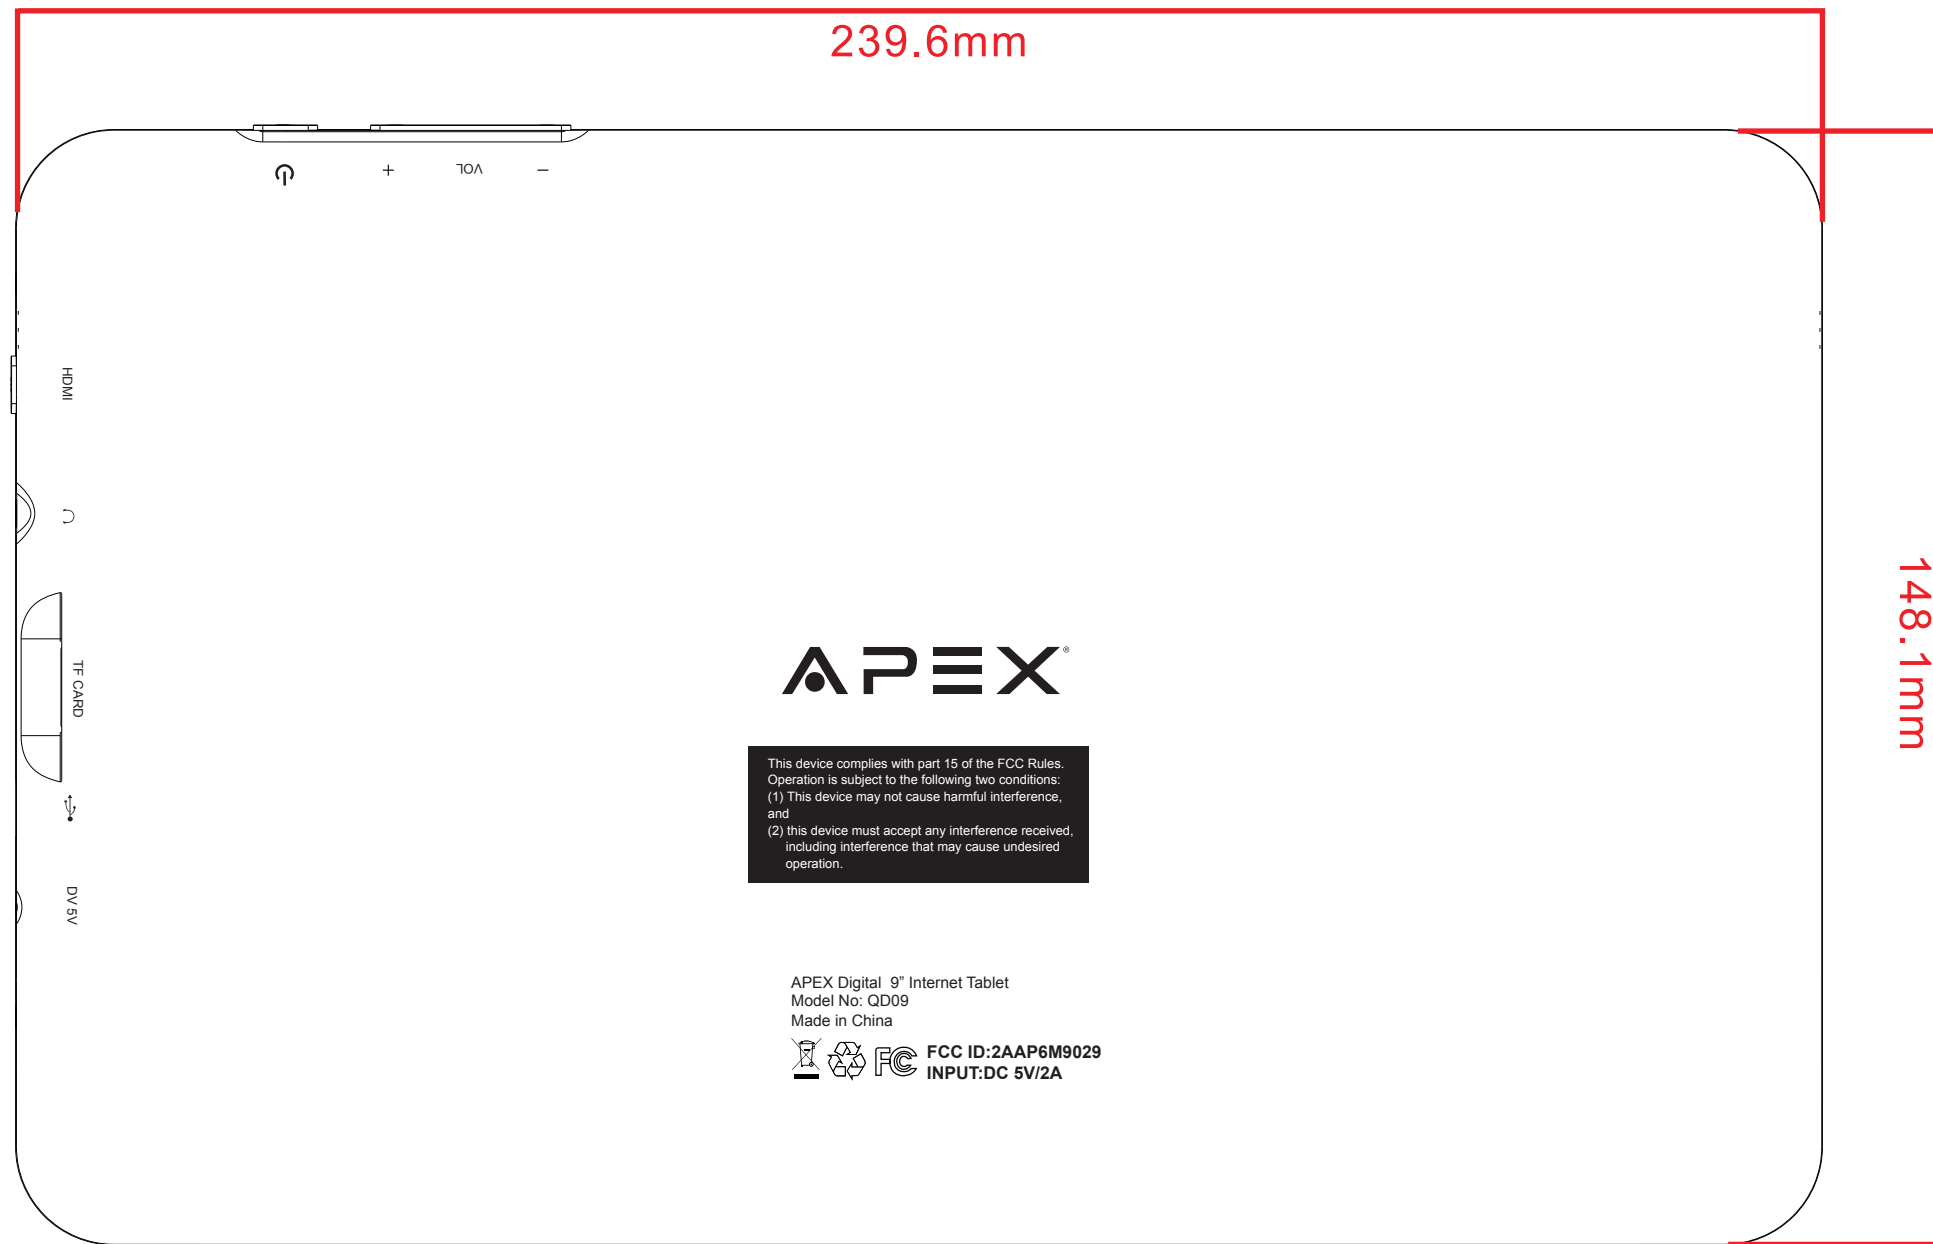 239.6mm
+ VOL -
HDMI
TF CARD
DV 5V
148.1mm
APEX®
This device complies with part 15 of the FCC Rules.
Operation is subject to the following two conditions:
(1) This device may not cause harmful interference,
and
(2) this device must accept any interference received,
including interference that may cause undesired
operation.
APEX Digital 9” Internet Tablet
Model No: QD09
Made in China
FC FCC ID:2AAP6M9029
INPUT:DC 5V/2A